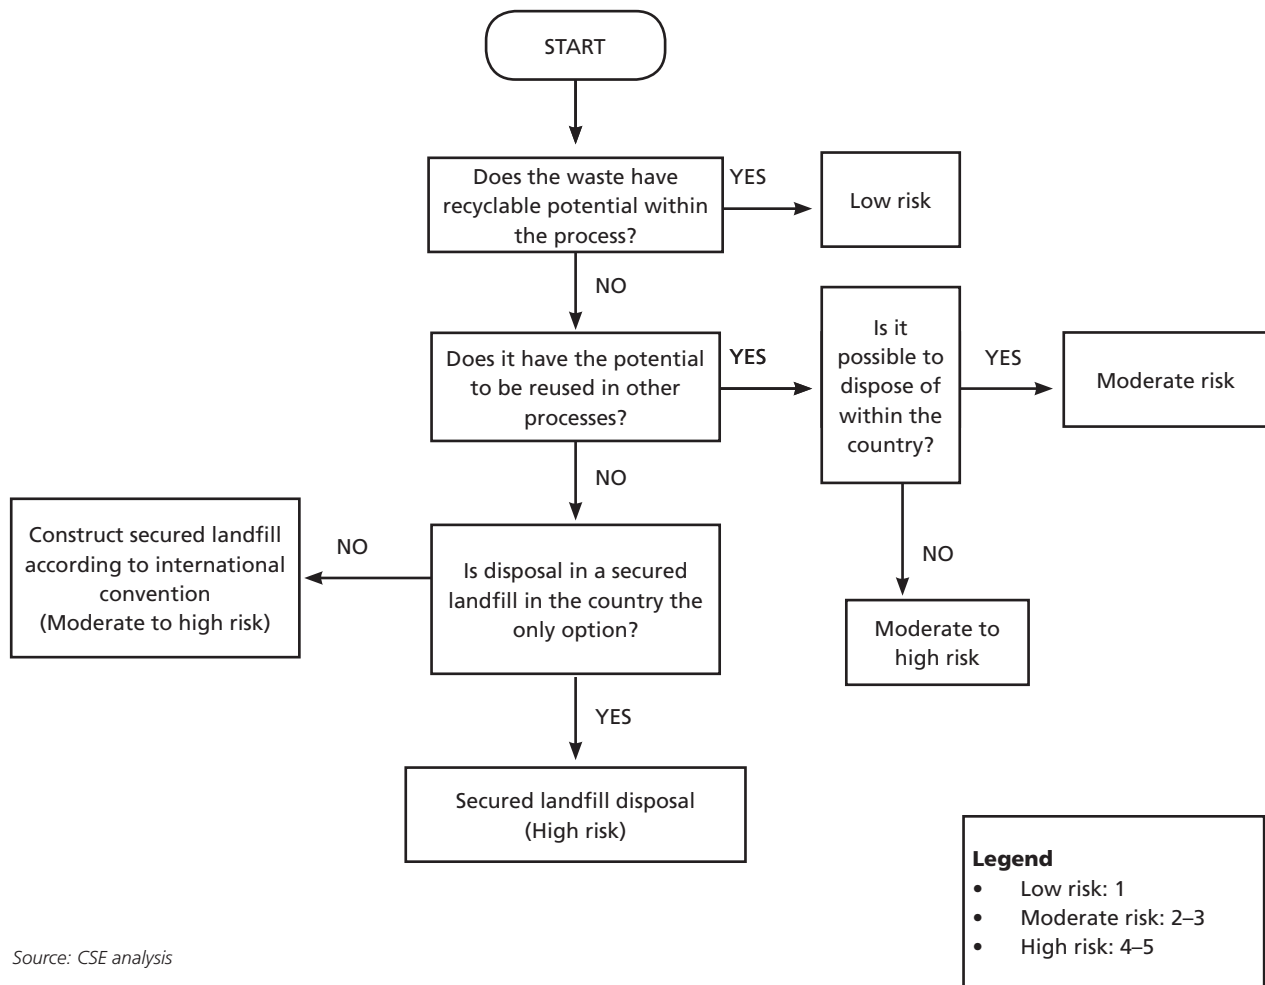 START
Does the waste have
recyclable potential within
the process?
YES
Low risk
NO
Does it have the potential
to be reused in other
processes?
YES
Is it
possible to
dispose of
within the
country?
YES
Moderate risk
NO
Moderate to
high risk
NO
Is disposal in a secured
landfill in the country the
only option?
NO
Construct secured landfill
according to international
convention
(Moderate to high risk)
YES
Secured landfill disposal
(High risk)
Legend
• Low risk: 1
• Moderate risk: 2–3
• High risk: 4–5
Source: CSE analysis